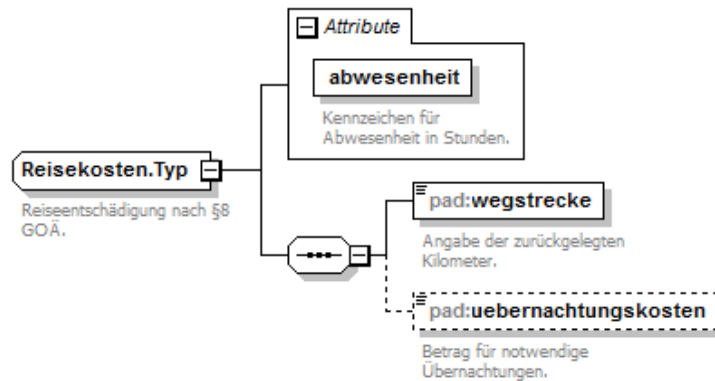 Attribute
abwesenheit
Kennzeichen für
Abwesenheit in Stunden.
Reisekosten.Typ
Reiseentschädigung nach §8
GOÄ.
pad:wegstrecke
Angabe der zurückgelegten
Kilometer.
pad:uebernachtungskosten
Betrag für notwendige
Übernachtungen.